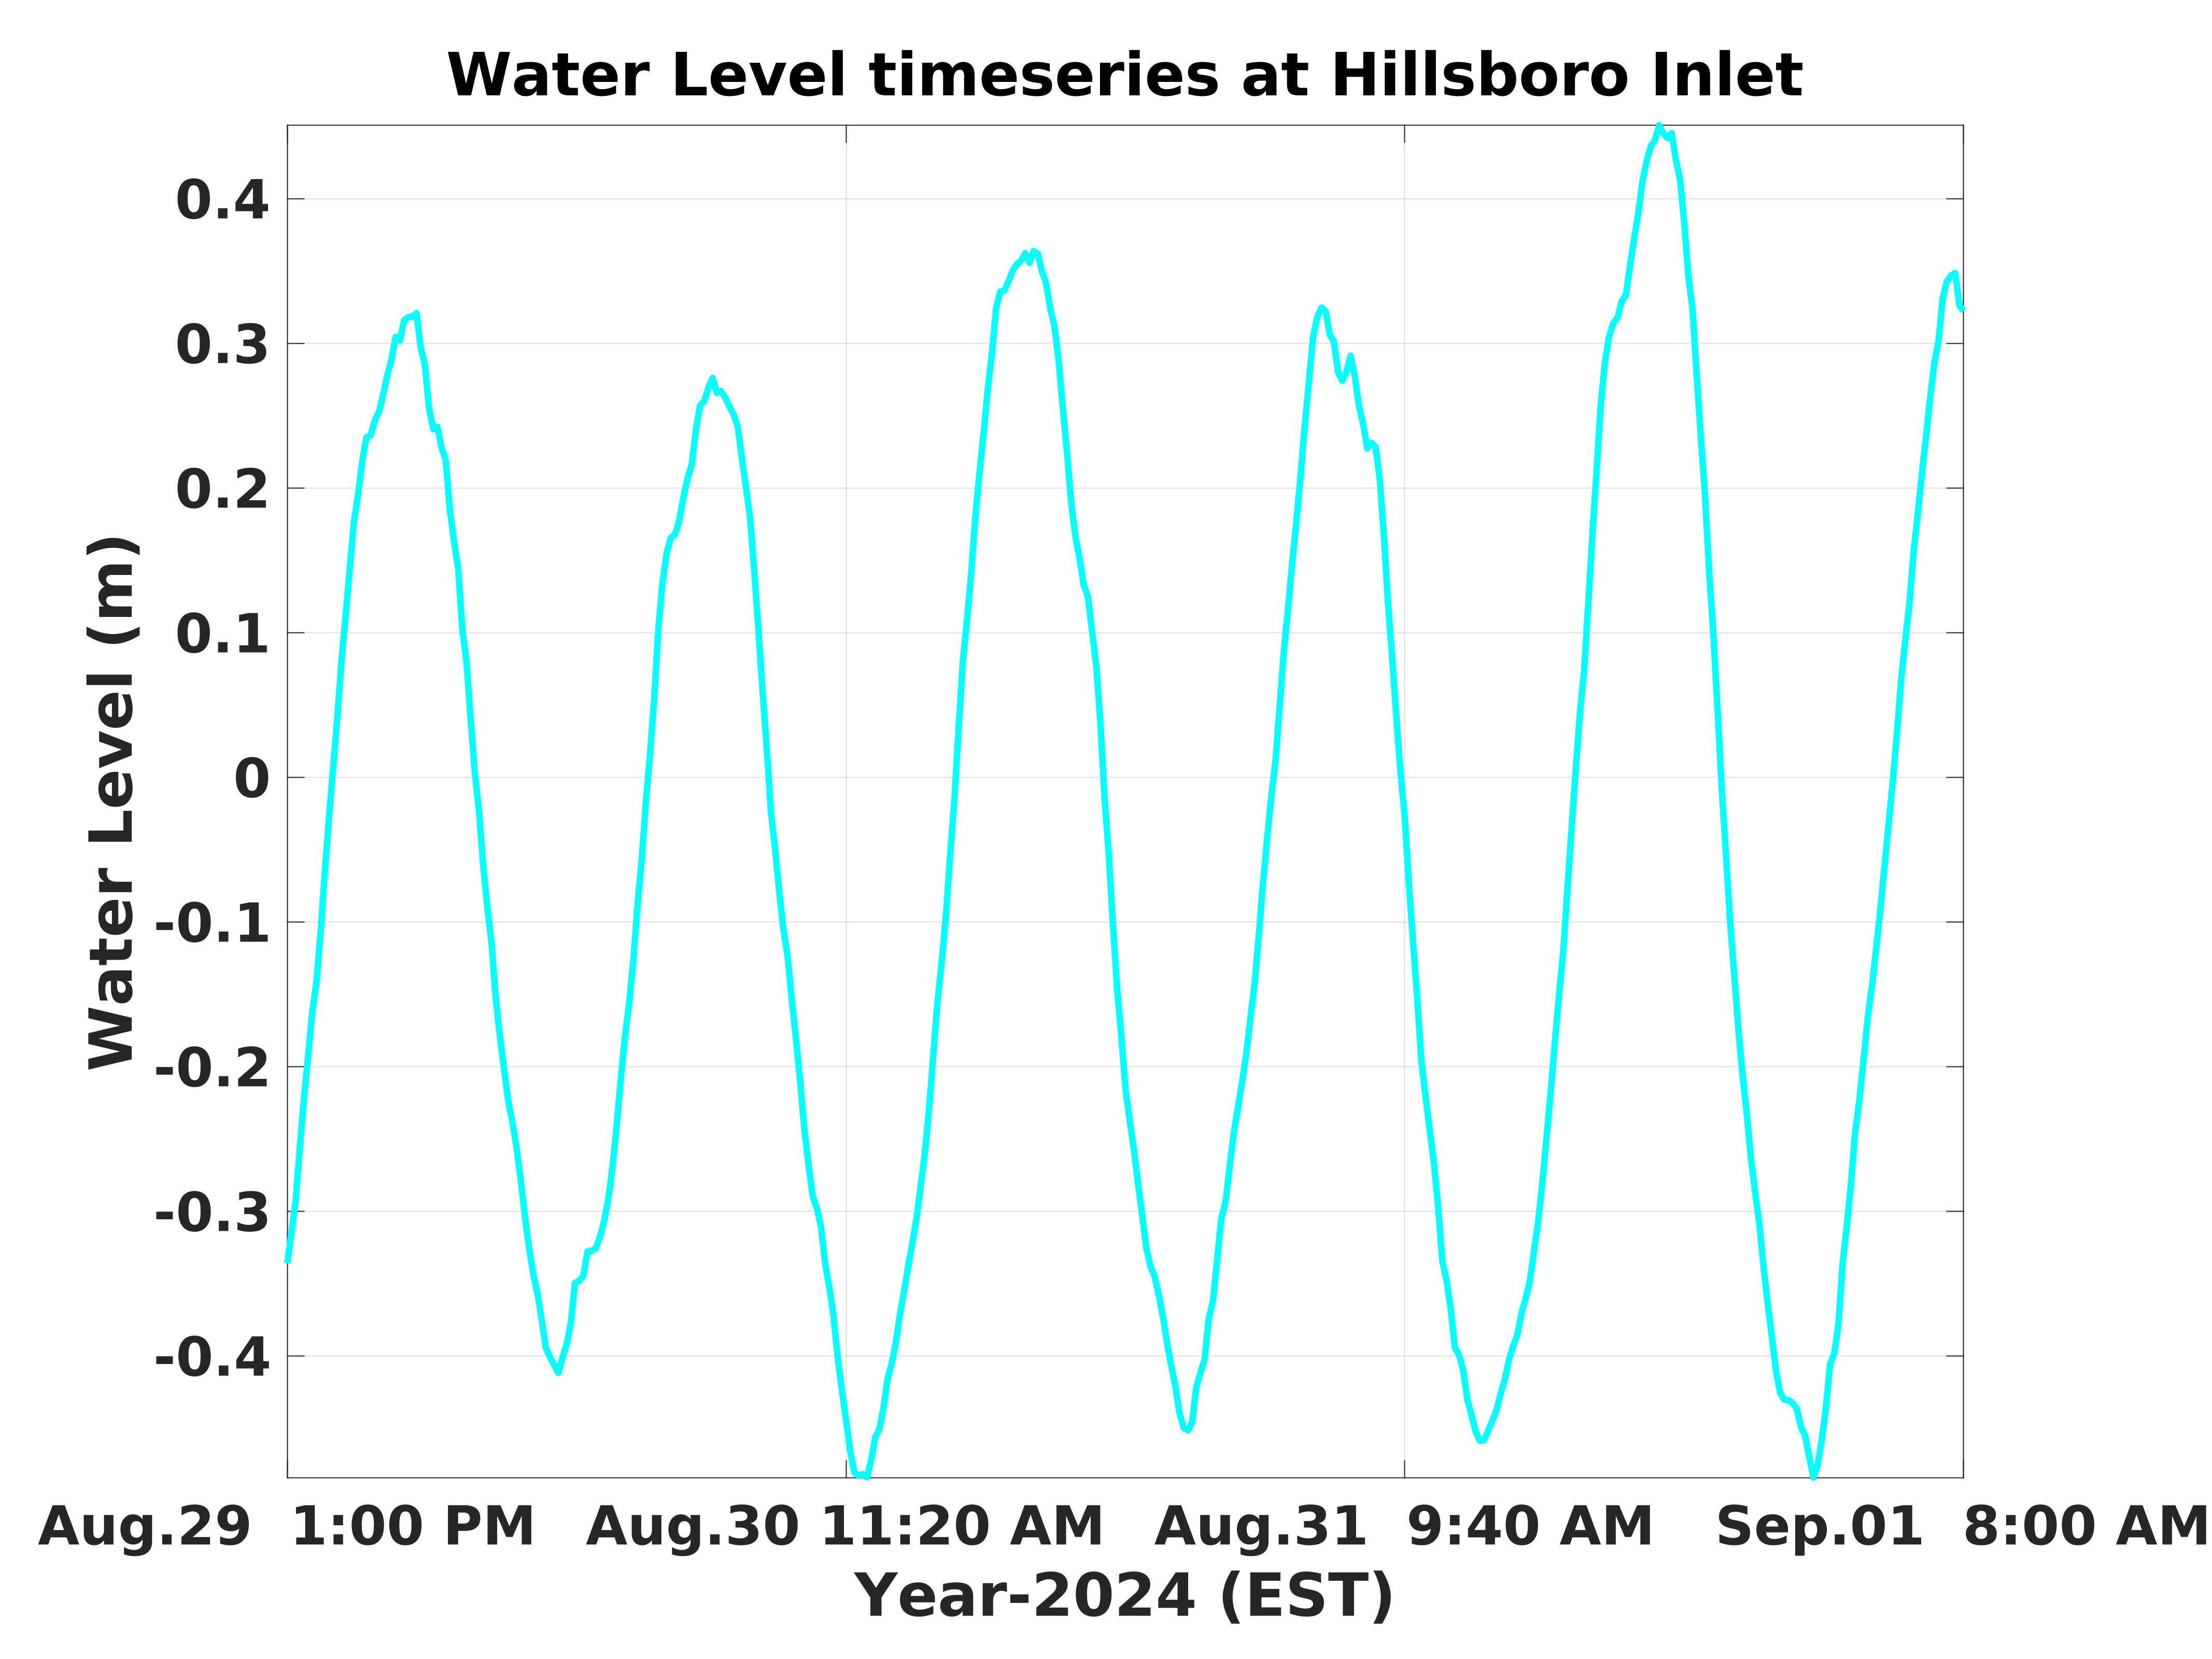 Water Level timeseries at Hillsboro Inlet
0.4
0.3
0.2
0.1
0
-0.1
-0.2
-0.3
-0.4
Water Level (m)
Aug.29 1:00 PM Aug.30 11:20 AM Aug.31 9:40 AM Sep.01 8:00 AM
Year-2024 (EST)